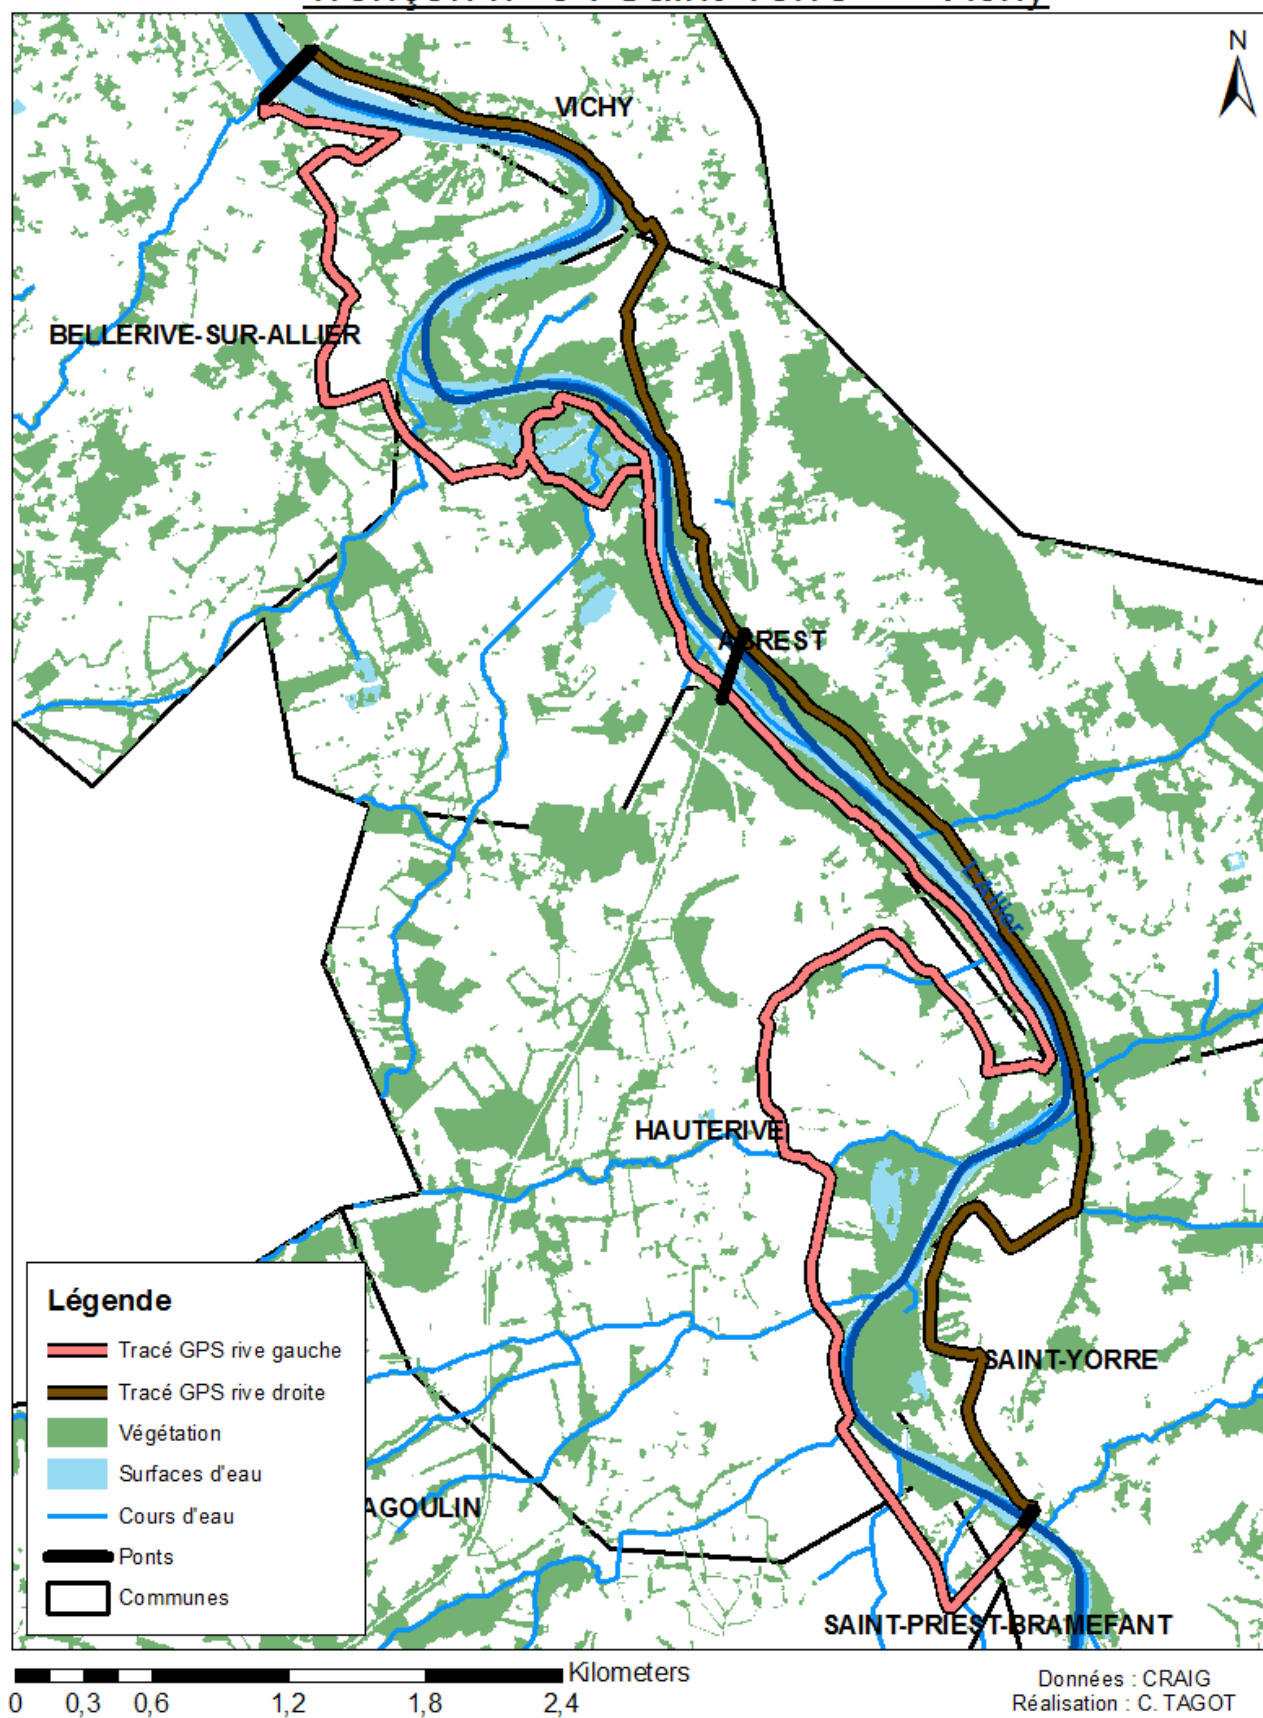 N
VICHY
BELLERIVE-SUR-ALLIER
ABREST
L'Allier
HAUTERIVE
SAINT-YORRE
AGOULIN
SAINT-PRIEST-BRAMEFANT
Légende
Tracé GPS rive gauche
Tracé GPS rive droite
Végétation
Surfaces d'eau
Cours d'eau
Ponts
Communes
Kilometers
0 0,3 0,6 1,2 1,8 2,4
Données : CRAIG
Réalisation : C. TAGOT